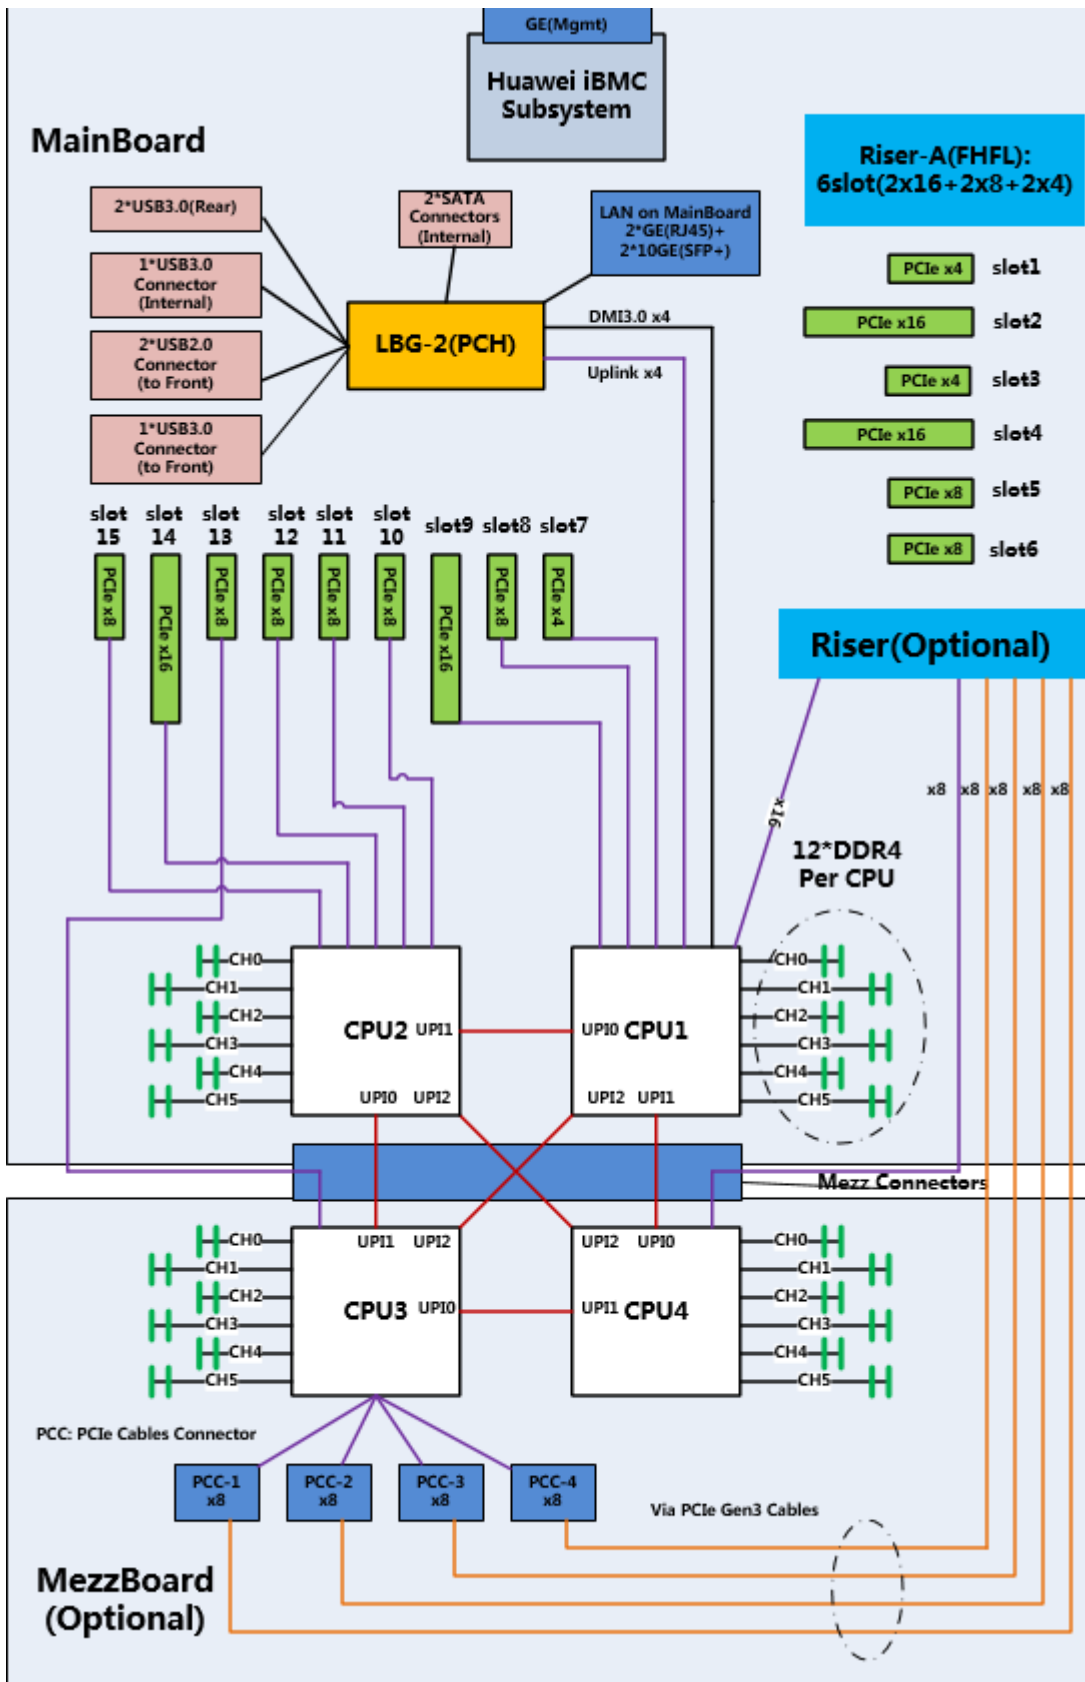 GE(Mgmt)
Huawei iBMC
Subsystem
MainBoard
Riser-A(FHFL):
6slot(2x16+2x8+2x4)
2*USB3.0(Rear)
2*SATA
Connectors
(Internal)
LAN on MainBoard
2*GE(RJ45)+
2*10GE(SFP+)
1*USB3.0
Connector
(Internal)
2*USB2.0
Connector
(to Front)
1*USB3.0
Connector
(to Front)
LBG-2(PCH)
DMI3.0 x4
Uplink x4
PCIe x4 slot1
PCIe x16 slot2
PCIe x4 slot3
PCIe x16 slot4
PCIe x8 slot5
PCIe x8 slot6
slot
15
slot
14
slot
13
slot
12
slot
11
slot
10
slot9
slot8
slot7
PCIe x8
PCIe x16
PCIe x8
PCIe x8
PCIe x8
PCIe x8
PCIe x16
PCIe x8
PCIe x4
Riser(Optional)
x16
x8
x8
x8
x8
x8
12*DDR4
Per CPU
CH0
CH1
CH2
CH3
CH4
CH5
CPU2
UPI1
UPI0
UPI2
UPI0
CPU1
UPI2
UPI1
CH0
CH1
CH2
CH3
CH4
CH5
Mezz Connectors
CH0
CH1
CH2
CH3
CH4
CH5
UPI1
UPI2
CPU3
UPI0
UPI2
UPI0
UPI1
CPU4
CH0
CH1
CH2
CH3
CH4
CH5
PCC: PCIe Cables Connector
PCC-1
x8
PCC-2
x8
PCC-3
x8
PCC-4
x8
Via PCIe Gen3 Cables
MezzBoard
(Optional)